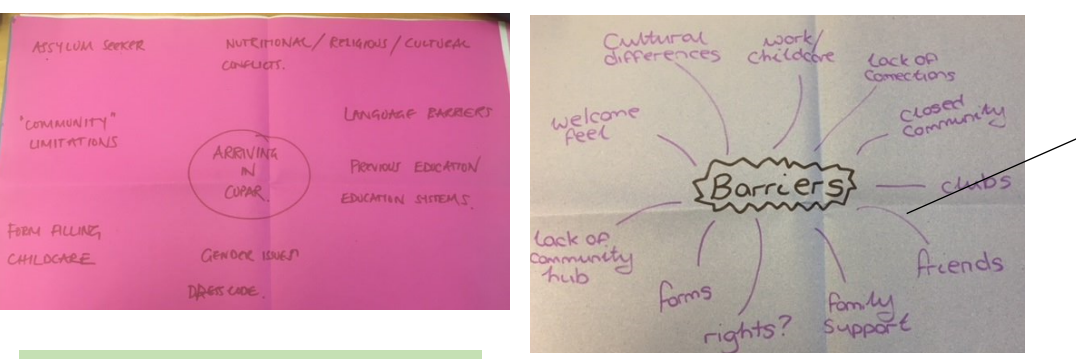 ASSYLUM SEEKER
NUTRITIONAL / RELIGIOUS / CULTURAL
CONFLICTS.
"COMMUNITY"
LIMITATIONS
LANGUAGE BARRIERS
ARRIVING
IN
CUPAR.
PREVIOUS EDUCATION
EDUCATION SYSTEMS.
FORM FILLING
CHILDCARE
GENDER ISSUES
DRESS CODE.
Cultural
differences
work/
childcare
lack of
connections
welcome
feel
closed
community
Barriers
clubs
lack of
community
hub
friends
forms
family
support
rights?